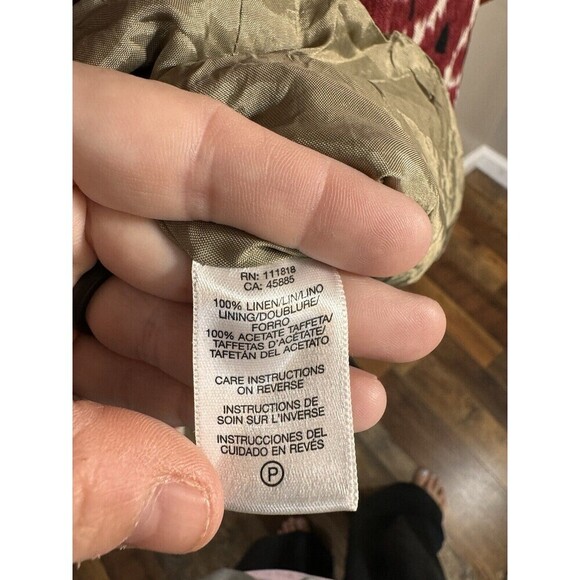 RN: 111818
CA: 45885
100% LINEN/LIN/LINO
LINING/DOUBLURE/
FORRO
100% ACETATE TAFFETA/
TAFFETAS D'ACÉTATE/
TAFETÁN DEL ACETATO
CARE INSTRUCTIONS
ON REVERSE
INSTRUCTIONS DE
SOIN SUR L'INVERSE
INSTRUCCIONES DEL
CUIDADO EN REVÉS
P